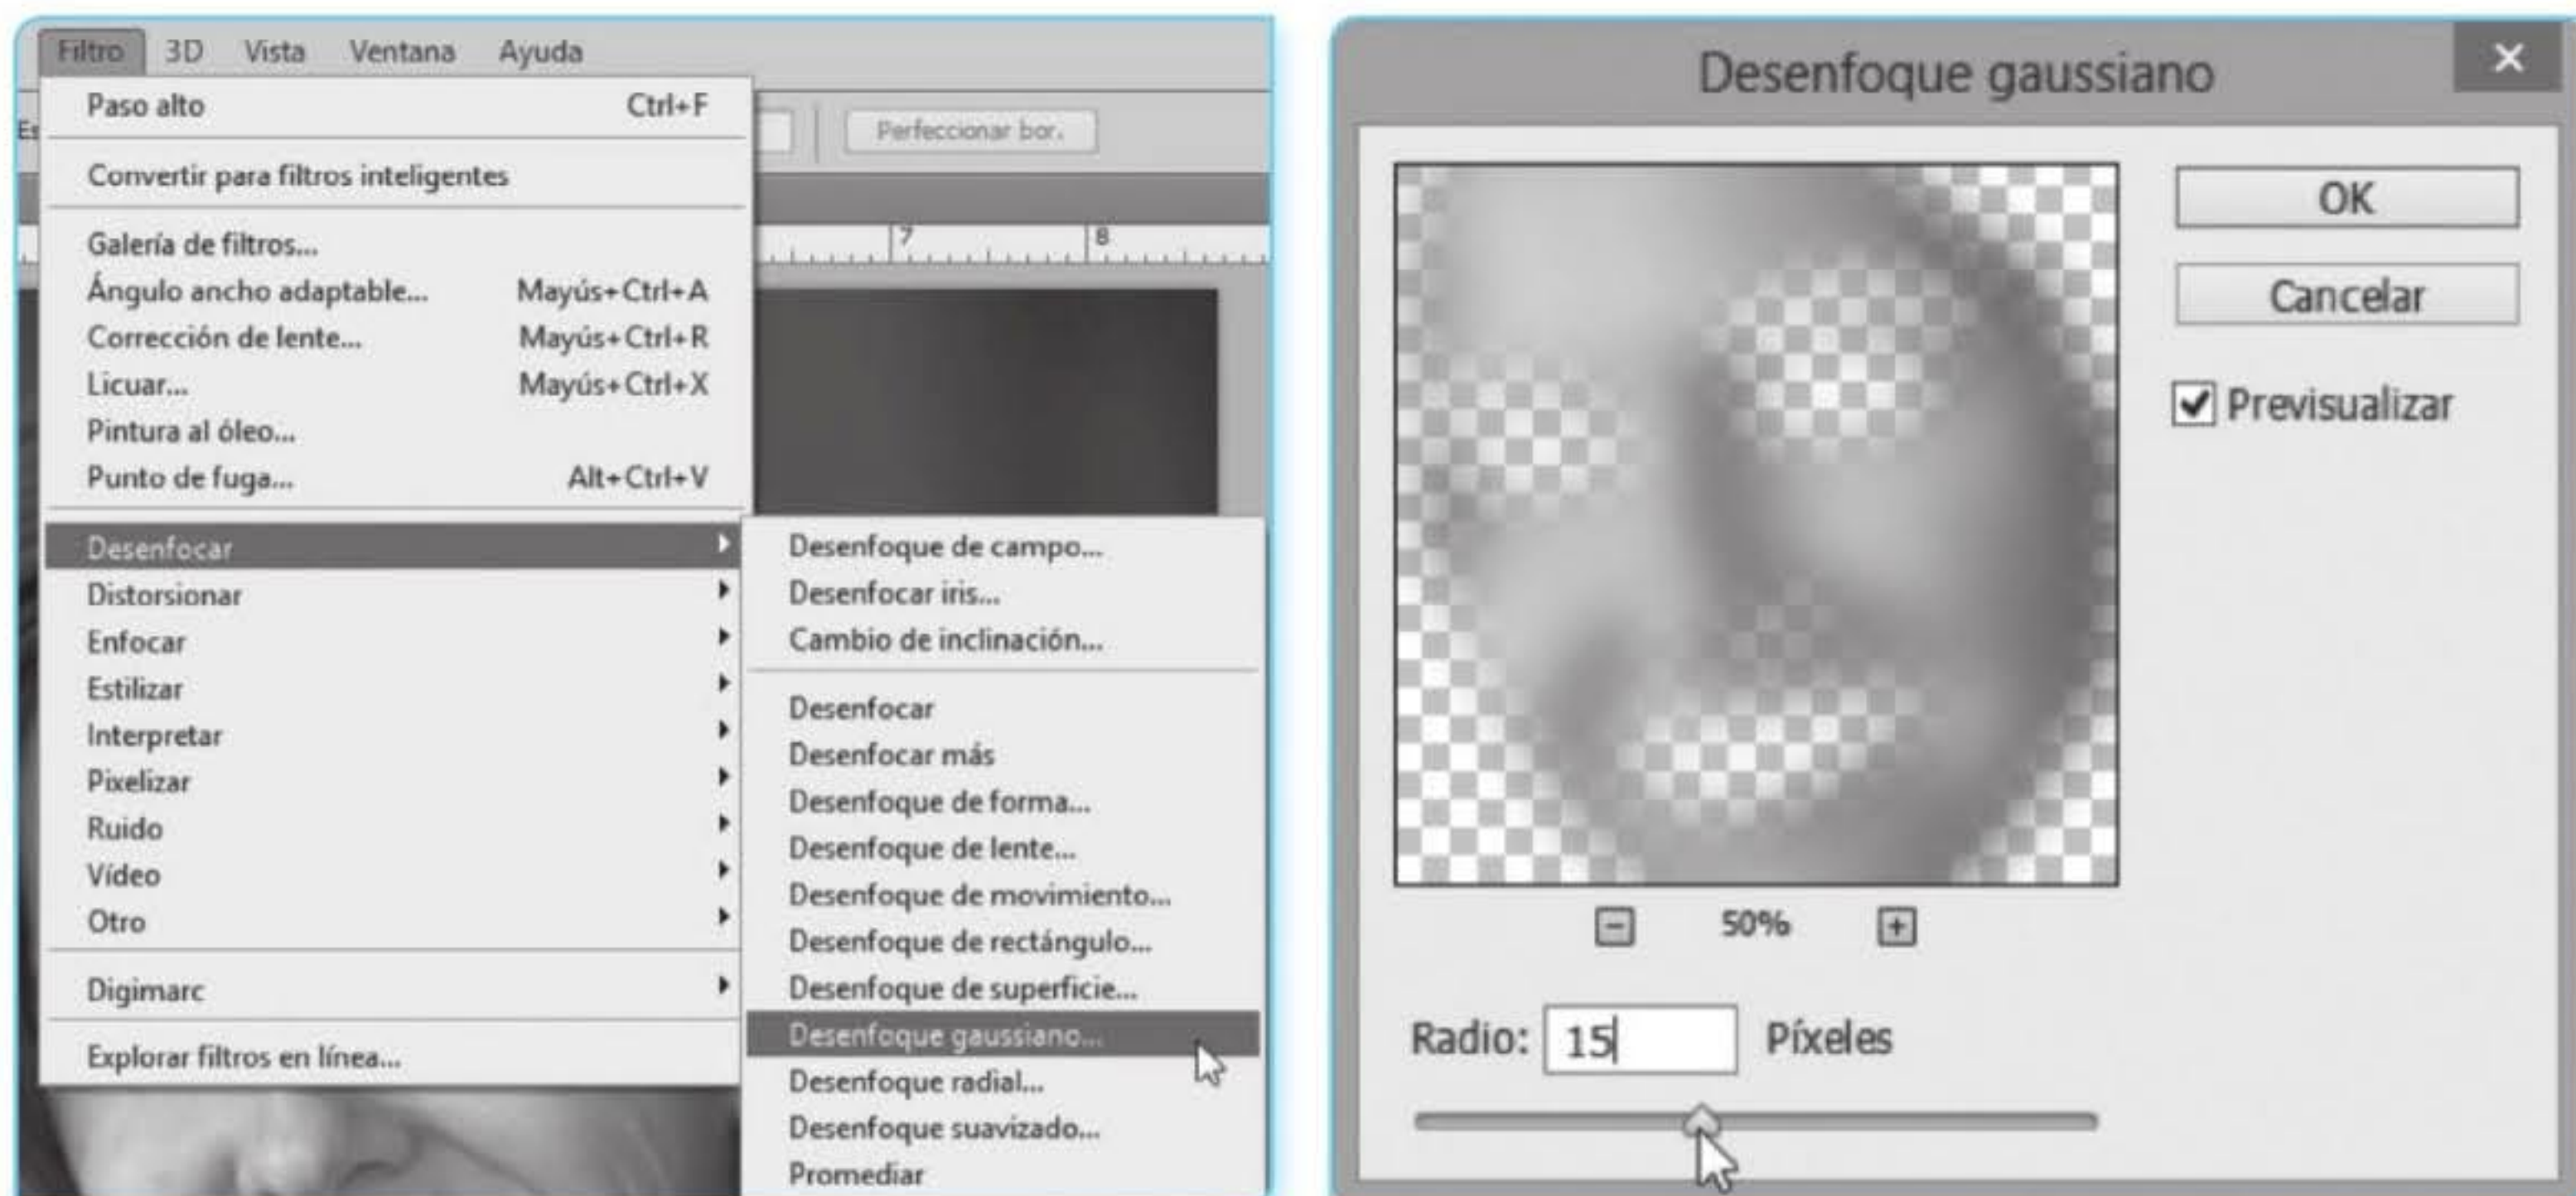 Filtro 3D Vista Ventana Ayuda
Paso alto Ctrl+F
Perfeccionar bor.
Convertir para filtros inteligentes
Galería de filtros...
7 8
Ángulo ancho adaptable... Mayús+Ctrl+A
Corrección de lente... Mayús+Ctrl+R
Licuar... Mayús+Ctrl+X
Pintura al óleo...
Punto de fuga... Alt+Ctrl+V
Desenfocar
Distorsionar
Enfocar
Estilizar
Interpretar
Pixelizar
Ruido
Vídeo
Otro
Digimarc
Explorar filtros en línea...
Desenfoque de campo...
Desenfocar iris...
Cambio de inclinación...
Desenfocar
Desenfocar más
Desenfoque de forma...
Desenfoque de lente...
Desenfoque de movimiento...
Desenfoque de rectángulo...
Desenfoque de superficie...
Desenfoque gaussiano...
Desenfoque radial...
Desenfoque suavizado...
Promediar
Desenfoque gaussiano
OK
Cancelar
Previsualizar
50%
Radio: 15 Píxeles